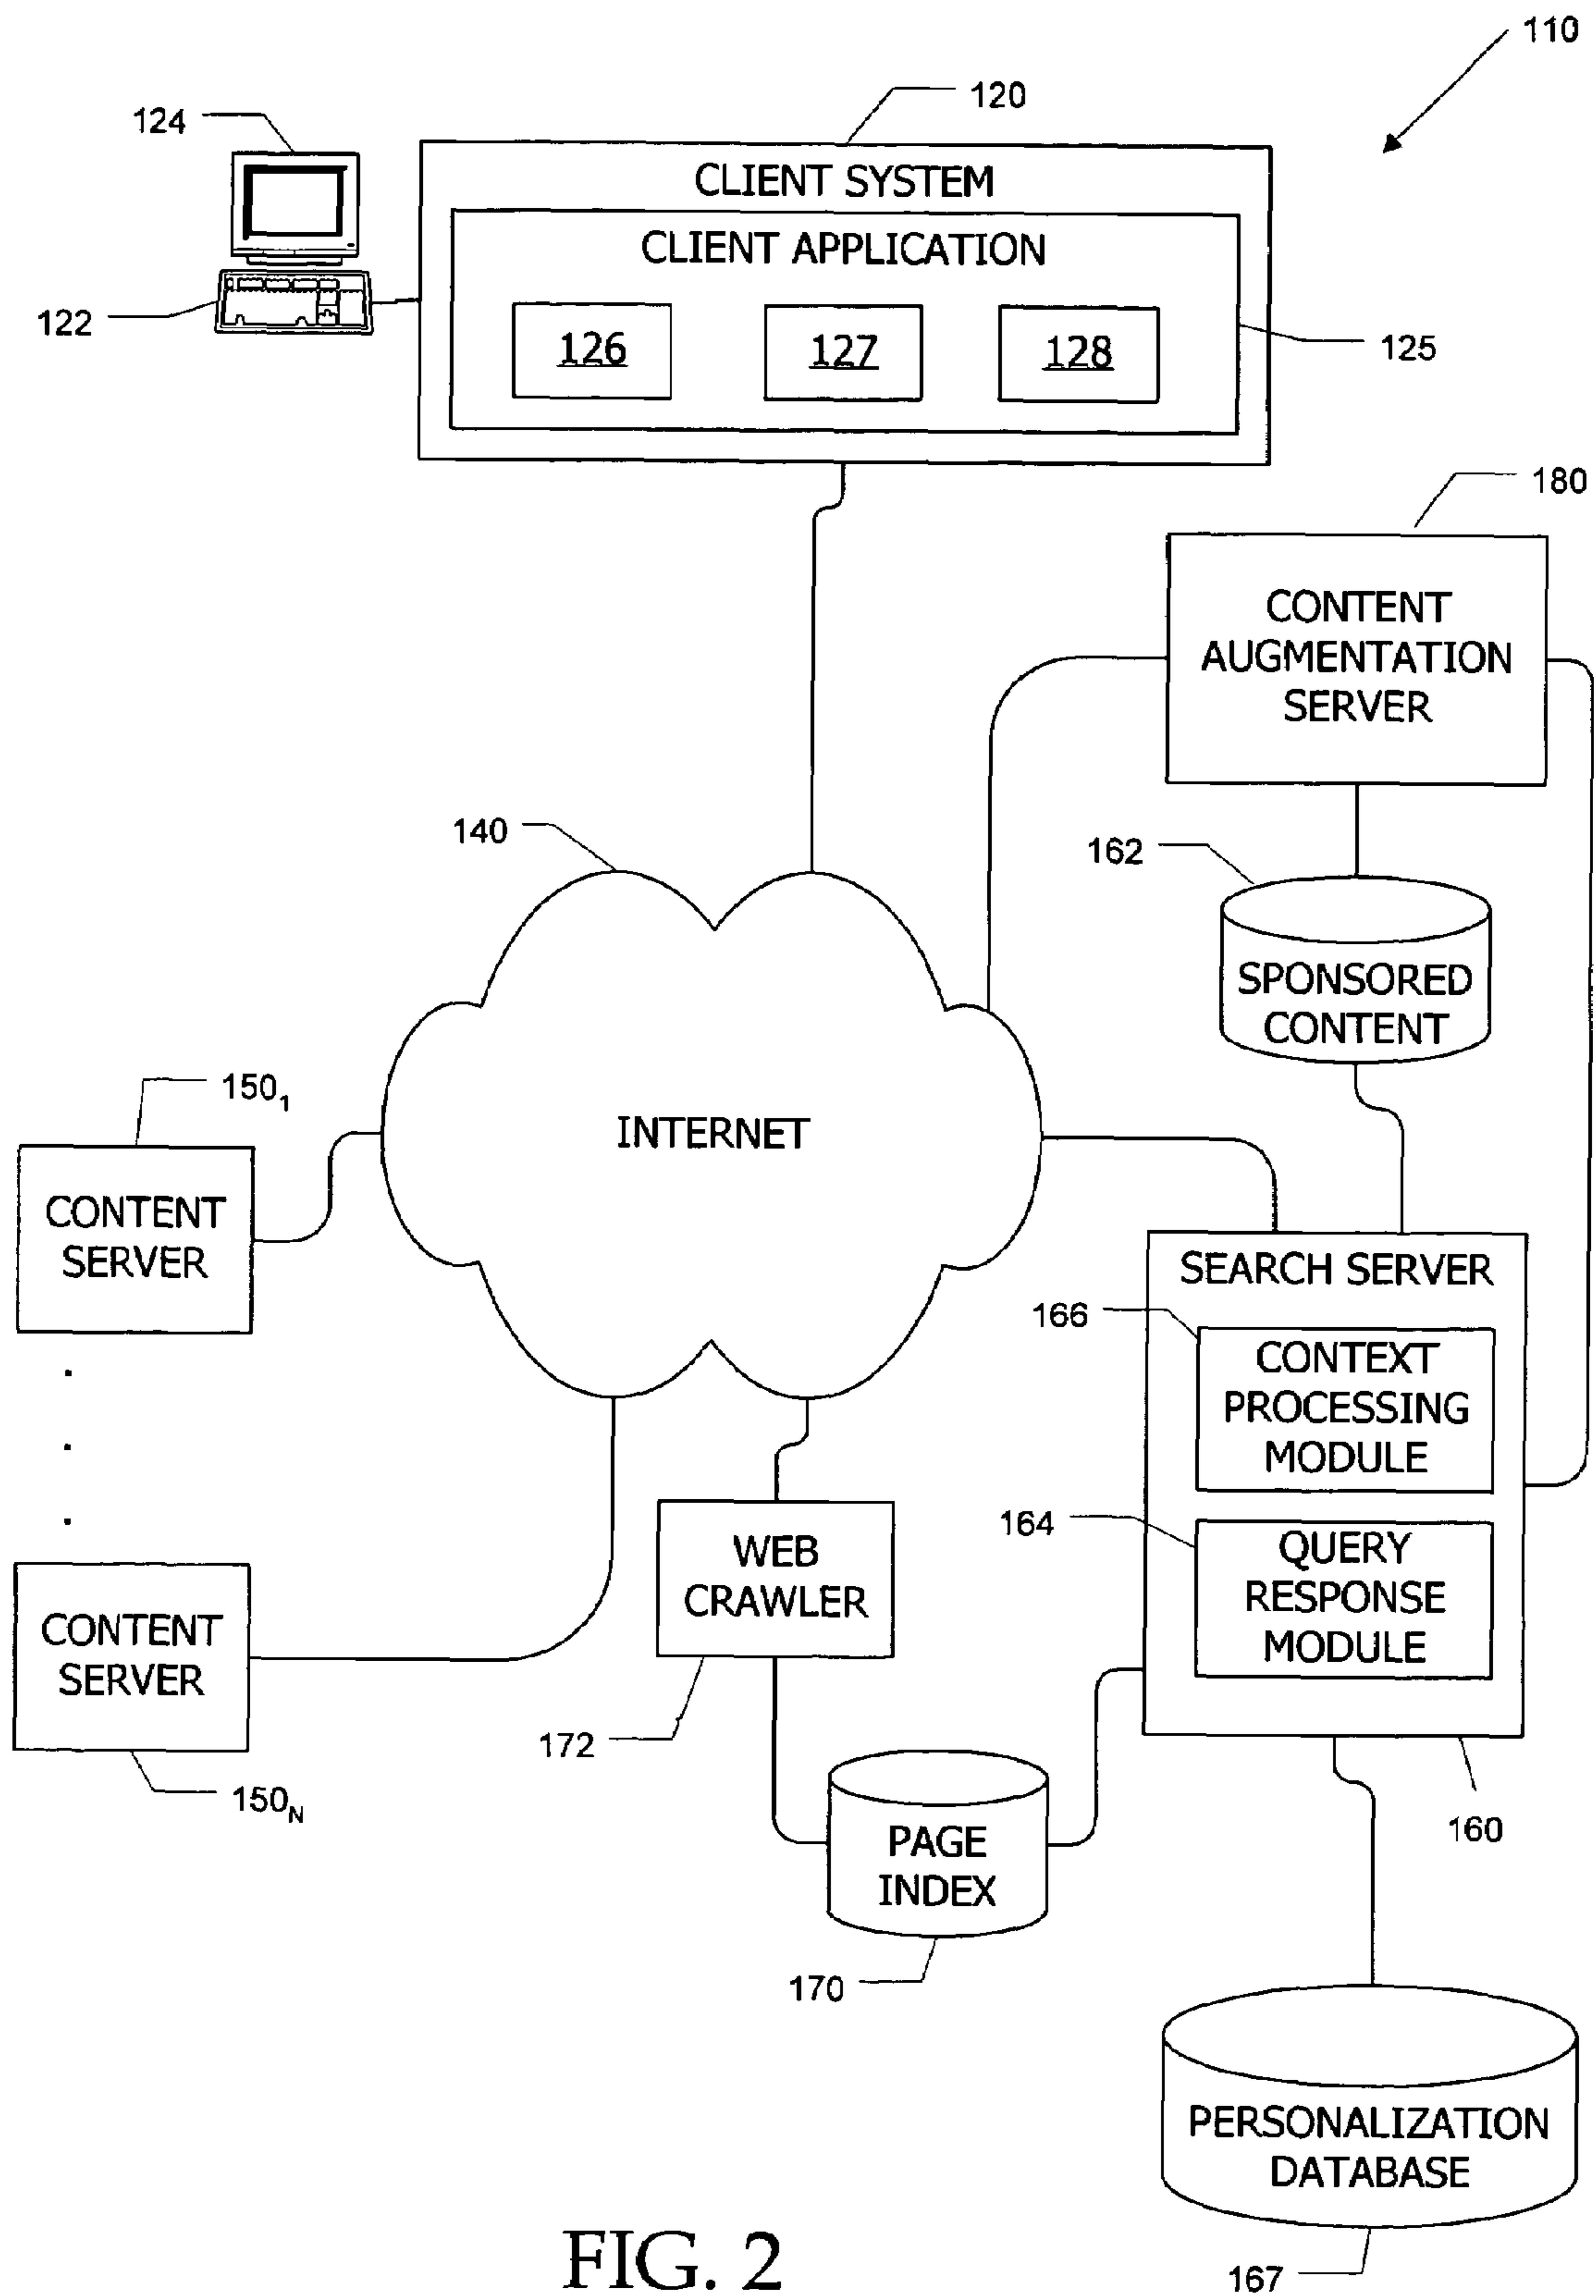 110
120
124
CLIENT SYSTEM
CLIENT APPLICATION
122
126
127
128
125
180
CONTENT
AUGMENTATION
SERVER
140
162
SPONSORED
CONTENT
150₁
INTERNET
CONTENT
SERVER
SEARCH SERVER
166
CONTEXT
PROCESSING
MODULE
.
.
.
164
QUERY
RESPONSE
MODULE
WEB
CRAWLER
CONTENT
SERVER
172
150N
160
PAGE
INDEX
170
PERSONALIZATION
DATABASE
167
FIG. 2